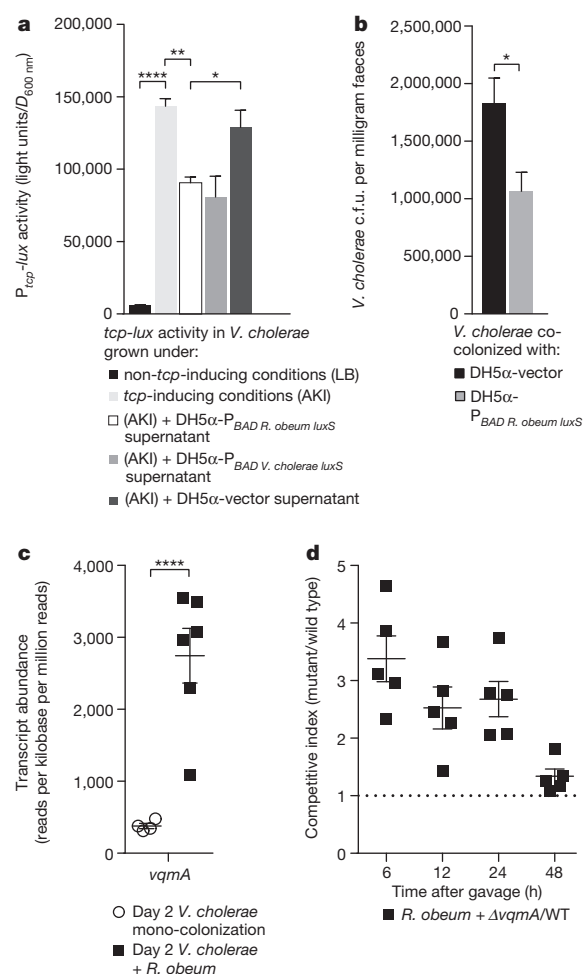 a
200,000
150,000
100,000
50,000
0
P_tcp-lux activity (light units/D_600 nm)
****
**
*
tcp-lux activity in V. cholerae
grown under:
non-tcp-inducing conditions (LB)
tcp-inducing conditions (AKI)
(AKI) + DH5α-P_BAD R. obeum luxS
supernatant
(AKI) + DH5α-P_BAD V. cholerae luxS
supernatant
(AKI) + DH5α-vector supernatant
b
2,500,000
2,000,000
1,500,000
1,000,000
500,000
0
V. cholerae c.f.u. per milligram faeces
*
V. cholerae co-
colonized with:
DH5α-vector
DH5α-
P_BAD R. obeum luxS
c
4,000
3,000
2,000
1,000
0
Transcript abundance
(reads per kilobase per million reads)
****
vqmA
Day 2 V. cholerae
mono-colonization
Day 2 V. cholerae
+ R. obeum
d
5
4
3
2
1
0
Competitive index (mutant/wild type)
6 12 24 48
Time after gavage (h)
R. obeum + ΔvqmA/WT